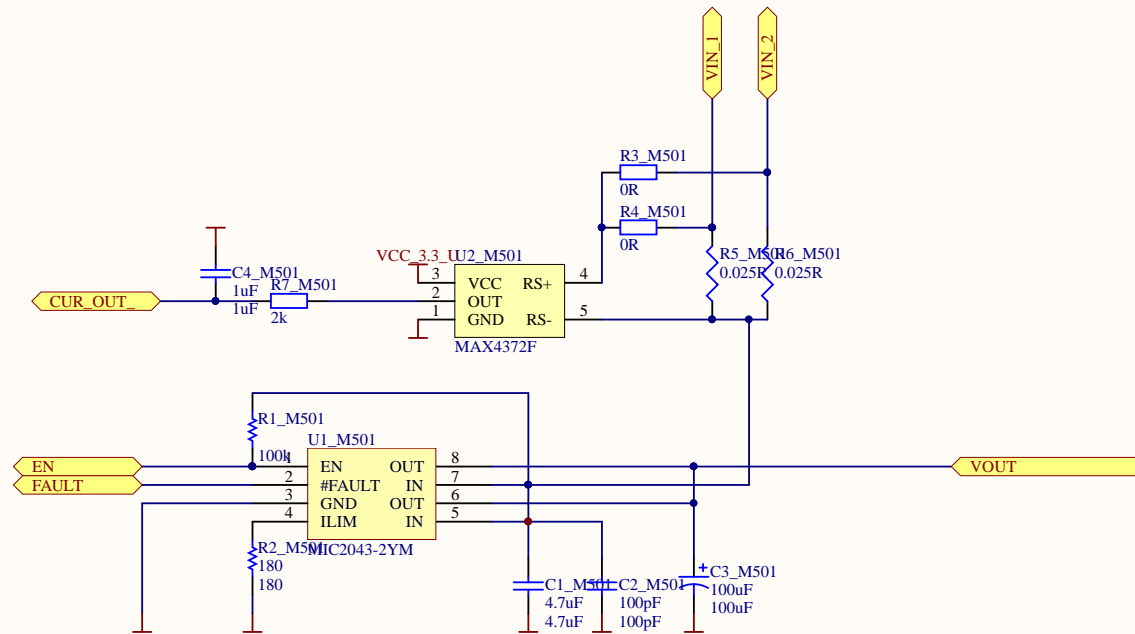 VIN_1
VIN_2
R3_M501
0R
R4_M501
0R
R5_M501
0.025R
R6_M501
0.025R
C4_M501
1uF
1uF
R7_M501
2k
CUR_OUT_
VCC_3.3_U
U2_M501
3 VCC RS+ 4
2 OUT
1 GND RS- 5
MAX4372F
R1_M501
100k
U1_M501
EN
FAULT
1 EN OUT 8
2 #FAULT IN 7
3 GND OUT 6
4 ILIM IN 5
MIC2043-2YM
VOUT
R2_M501
180
180
C1_M501
4.7uF
4.7uF
C2_M501
100pF
100pF
+
C3_M501
100uF
100uF